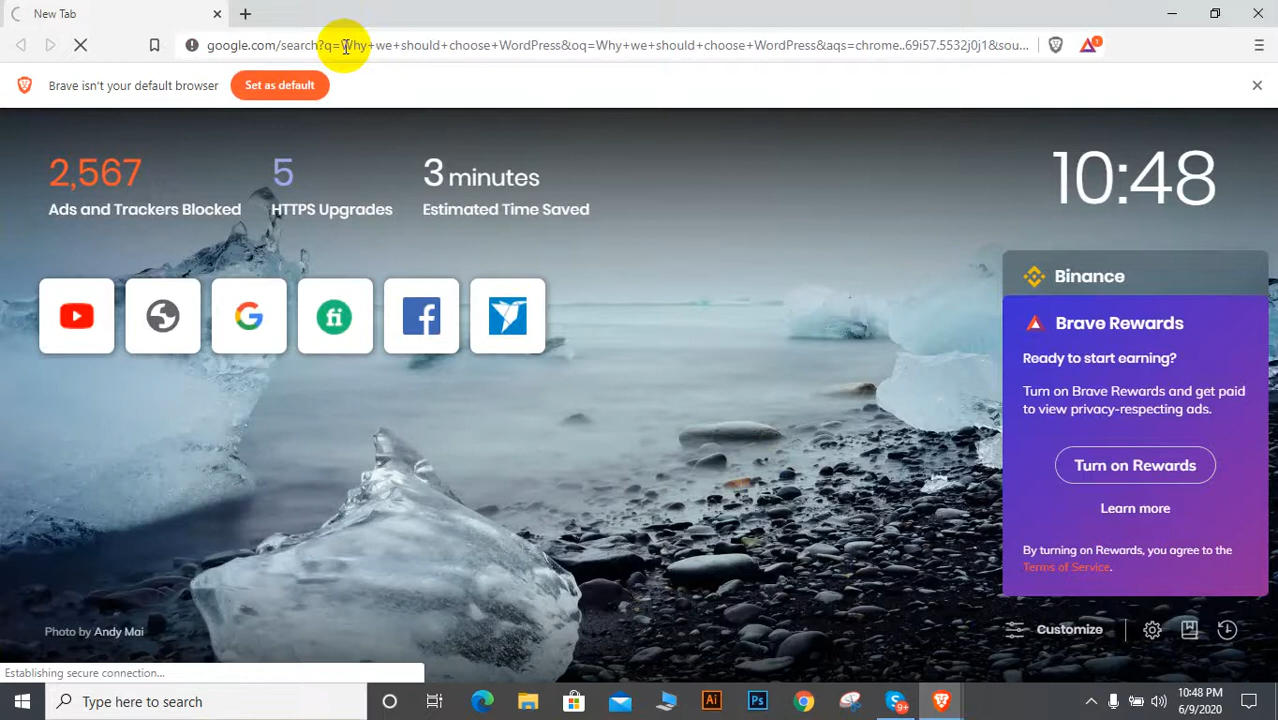 New Tab
google.com/search?q=Why+we+should+choose+WordPress&oq=Why+we+should+choose+WordPress&aqs=chrome..69i57.5532j0j1&sou...
1
Brave isn't your default browser
Set as default
2,567
Ads and Trackers Blocked
5
HTTPS Upgrades
3 minutes
Estimated Time Saved
10:48
Binance
Brave Rewards
Ready to start earning?
Turn on Brave Rewards and get paid
to view privacy-respecting ads.
Turn on Rewards
Learn more
By turning on Rewards, you agree to the
Terms of Service.
Photo by Andy Mai
Customize
Establishing secure connection...
Type here to search
Ai
Ps
9+
10:48 PM
6/9/2020